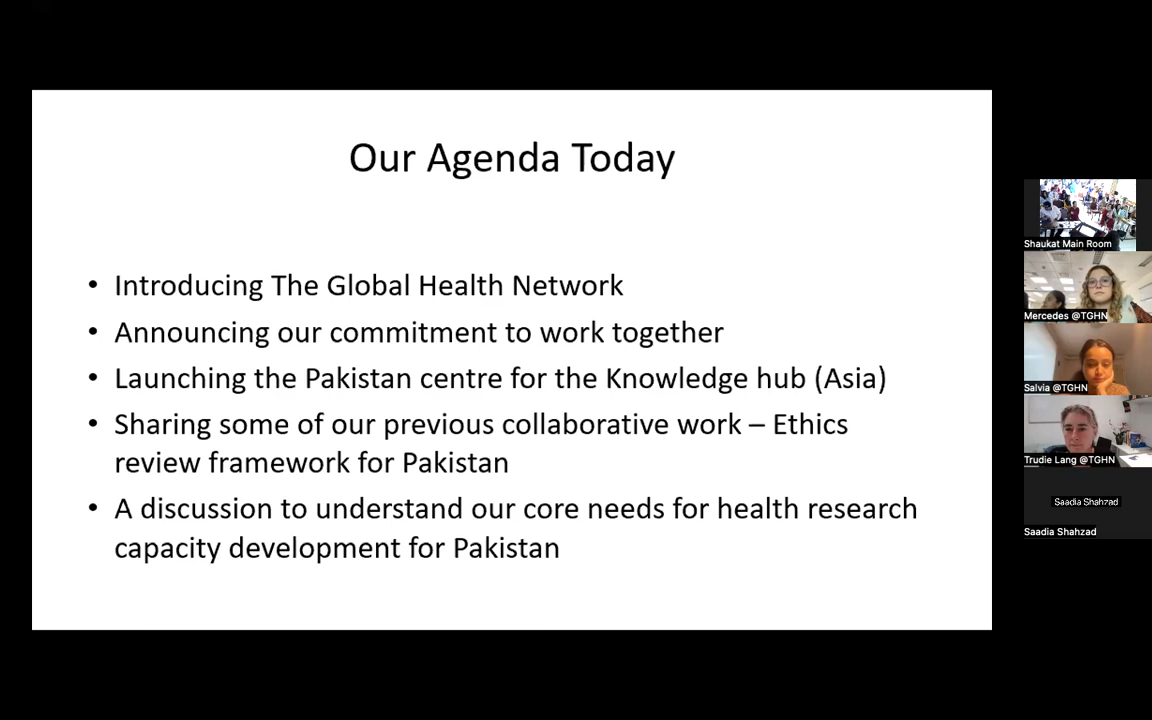 Our Agenda Today
• Introducing The Global Health Network
• Announcing our commitment to work together
• Launching the Pakistan centre for the Knowledge hub (Asia)
• Sharing some of our previous collaborative work – Ethics
review framework for Pakistan
• A discussion to understand our core needs for health research
capacity development for Pakistan
Shaukat Main Room
Mercedes @TGHN
Salvia @TGHN
Trudie Lang @TGHN
Saadia Shahzad
Saadia Shahzad